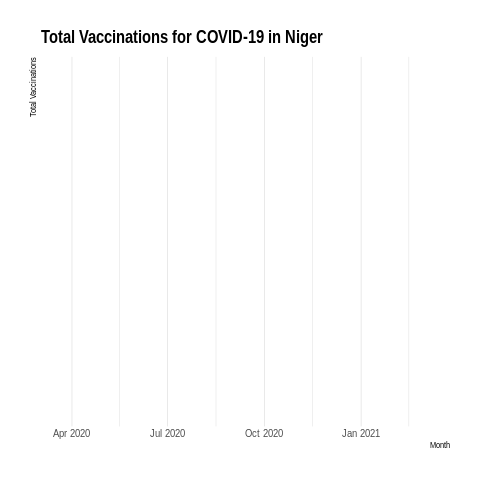 Total Vaccinations for COVID-19 in Niger
Total Vaccinations
Apr 2020 Jul 2020 Oct 2020 Jan 2021
Month